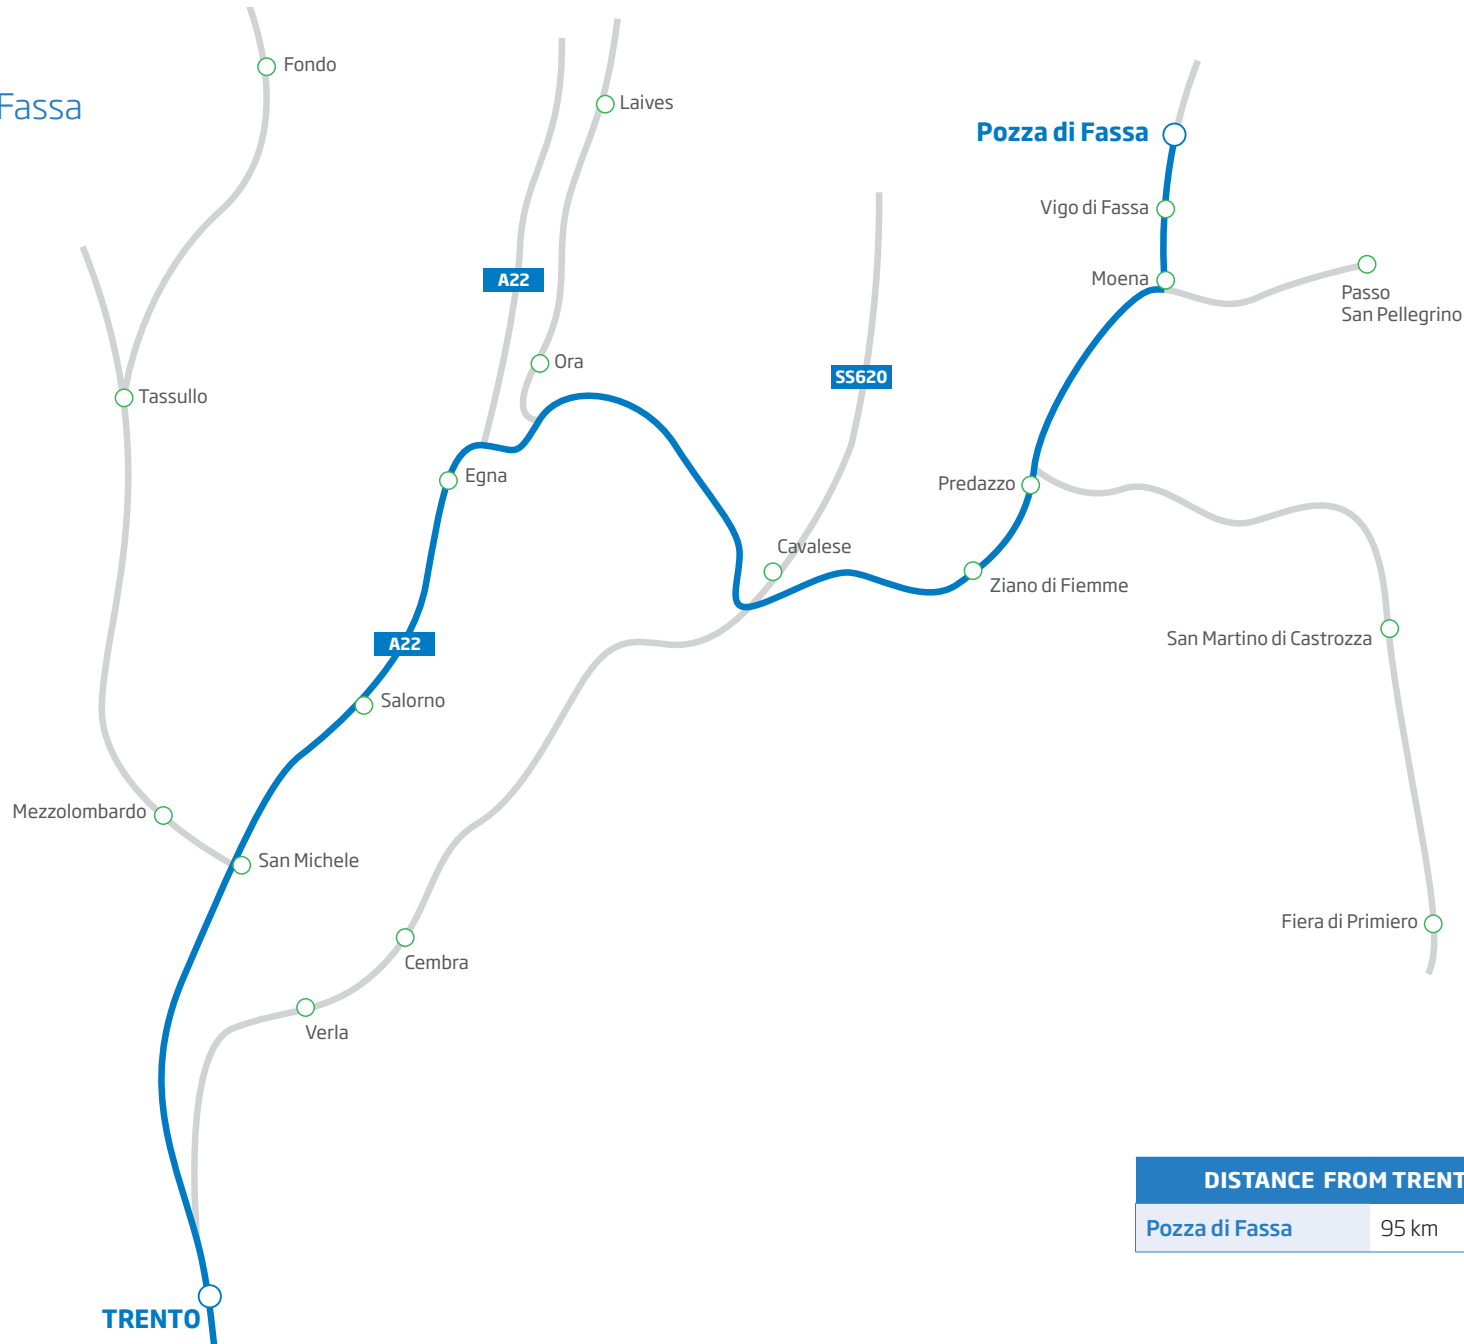 Fondo
Fassa
Laives
Pozza di Fassa
Vigo di Fassa
A22
Moena
Passo
San Pellegrino
Ora
SS620
Tassullo
Egna
Predazzo
Cavalese
Ziano di Fiemme
A22
San Martino di Castrozza
Salorno
Mezzolombardo
San Michele
Fiera di Primiero
Cembra
Verla
DISTANCE FROM TRENT
Pozza di Fassa 95 km
TRENTO